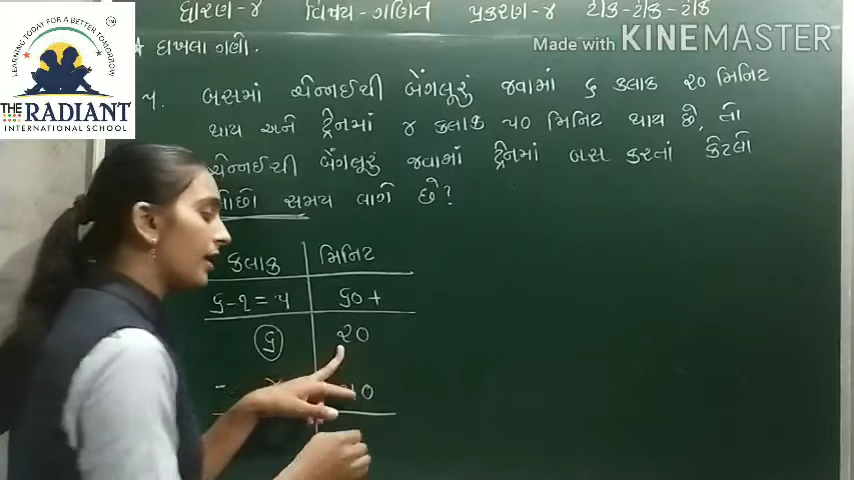 ધોરણ-૪ વિષય-ગણિત પ્રકરણ-૪ ટીક-ટીક-ટીક
Made with KINEMASTER
LEARNING TODAY FOR A BETTER TOMORROW
THE RADIANT
INTERNATIONAL SCHOOL
* દાખલા ગણો.
૫. બસમાં ચેન્નઈથી બેંગલૂરું જવામાં ૬ કલાક ૨૦ મિનિટ
થાય અને ટ્રેનમાં ૪ કલાક ૫૦ મિનિટ થાય છે, તો
ચેન્નઈથી બેંગલૂરું જવામાં ટ્રેનમાં બસ કરતાં કેટલો
ઓછો સમય લાગે છે?
કલાક મિનિટ
૬-૧=૫ ૬૦+
૬ ૨૦